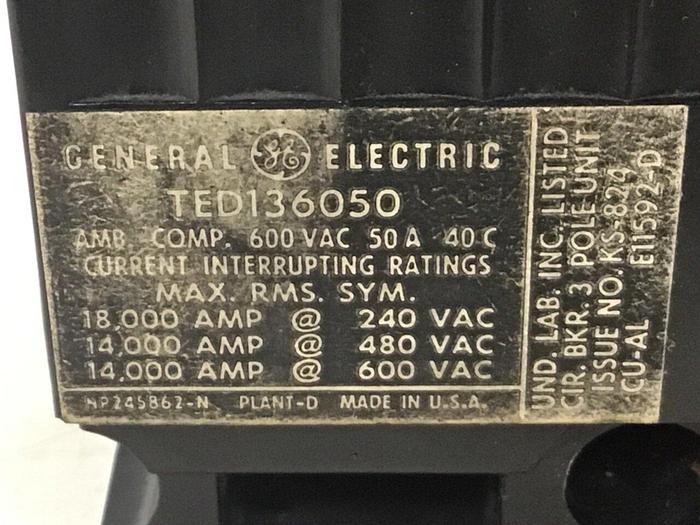 GENERAL GE ELECTRIC
TED136050
AMB. COMP. 600 VAC 50 A 40 C
CURRENT INTERRUPTING RATINGS
MAX. RMS. SYM.
18,000 AMP @ 240 VAC
14,000 AMP @ 480 VAC
14,000 AMP @ 600 VAC
NP245862-N PLANT-D MADE IN U.S.A.
UND. LAB. INC. LISTED
CIR. BKR. 3 POLE UNIT
ISSUE NO. KS-824
CU-AL E11592-D